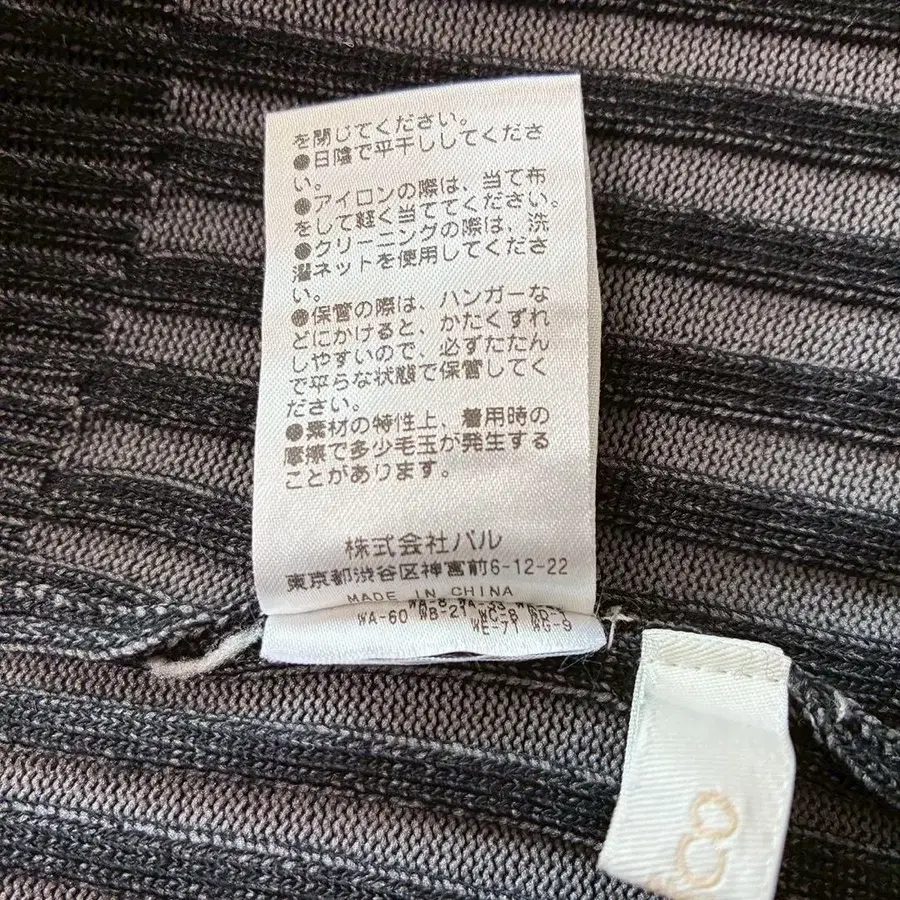 を閉じてください。
●日陰で平干ししてくださ
い。
●アイロンの際は、当て布
をして軽く当ててください。
●クリーニングの際は、洗
濯ネットを使用してくださ
い。
●保管の際は、ハンガーな
どにかけると、かたくずれ
しやすいので、必ずたたん
で平らな状態で保管してく
ださい。
●素材の特性上、着用時の
摩擦で多少毛玉が発生する
ことがあります。
株式会社パル
東京都渋谷区神宮前6-12-22
MADE IN CHINA
WA-60 WB-21
WE-71 WG-9